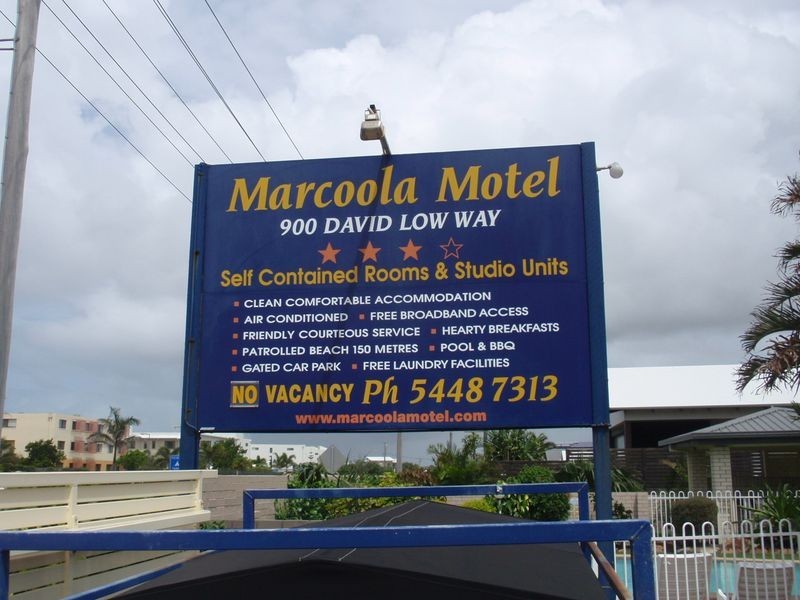 Marcoola Motel
900 DAVID LOW WAY
Self Contained Rooms & Studio Units
CLEAN COMFORTABLE ACCOMMODATION
AIR CONDITIONED ▪ FREE BROADBAND ACCESS
FRIENDLY COURTEOUS SERVICE ▪ HEARTY BREAKFASTS
PATROLLED BEACH 150 METRES ▪ POOL & BBQ
GATED CAR PARK ▪ FREE LAUNDRY FACILITIES
NO VACANCY Ph 5448 7313
www.marcoolamotel.com